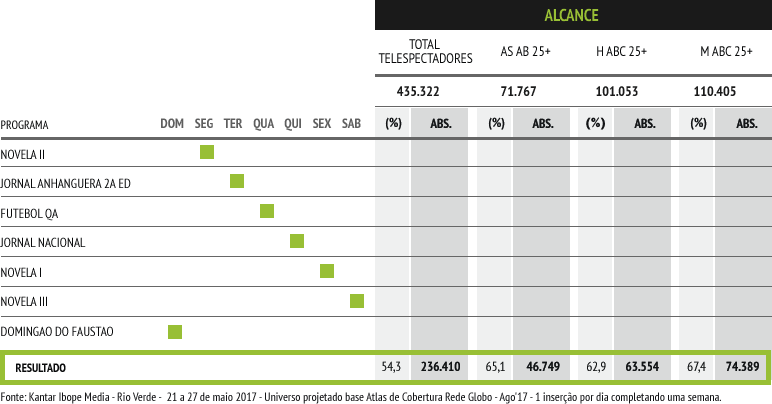 ALCANCE
TOTAL TELESPECTADORES AS AB 25+ H ABC 25+ M ABC 25+
435.322 71.767 101.053 110.405
PROGRAMA DOM SEG TER QUA QUI SEX SAB (%) ABS. (%) ABS. (%) ABS. (%) ABS.
NOVELA II
JORNAL ANHANGUERA 2A ED
FUTEBOL QA
JORNAL NACIONAL
NOVELA I
NOVELA III
DOMINGAO DO FAUSTAO
RESULTADO 54,3 236.410 65,1 46.749 62,9 63.554 67,4 74.389
Fonte: Kantar Ibope Media - Rio Verde - 21 a 27 de maio 2017 - Universo projetado base Atlas de Cobertura Rede Globo - Ago'17 - 1 inserção por dia completando uma semana.